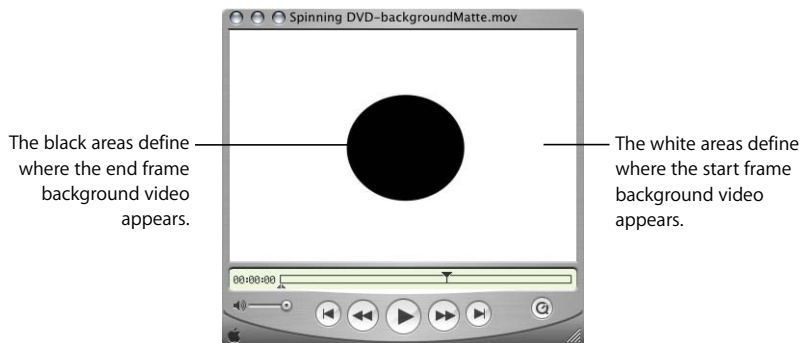 Spinning DVD-backgroundMatte.mov
The black areas define
where the end frame
background video
appears.
The white areas define
where the start frame
background video
appears.
00:00:00